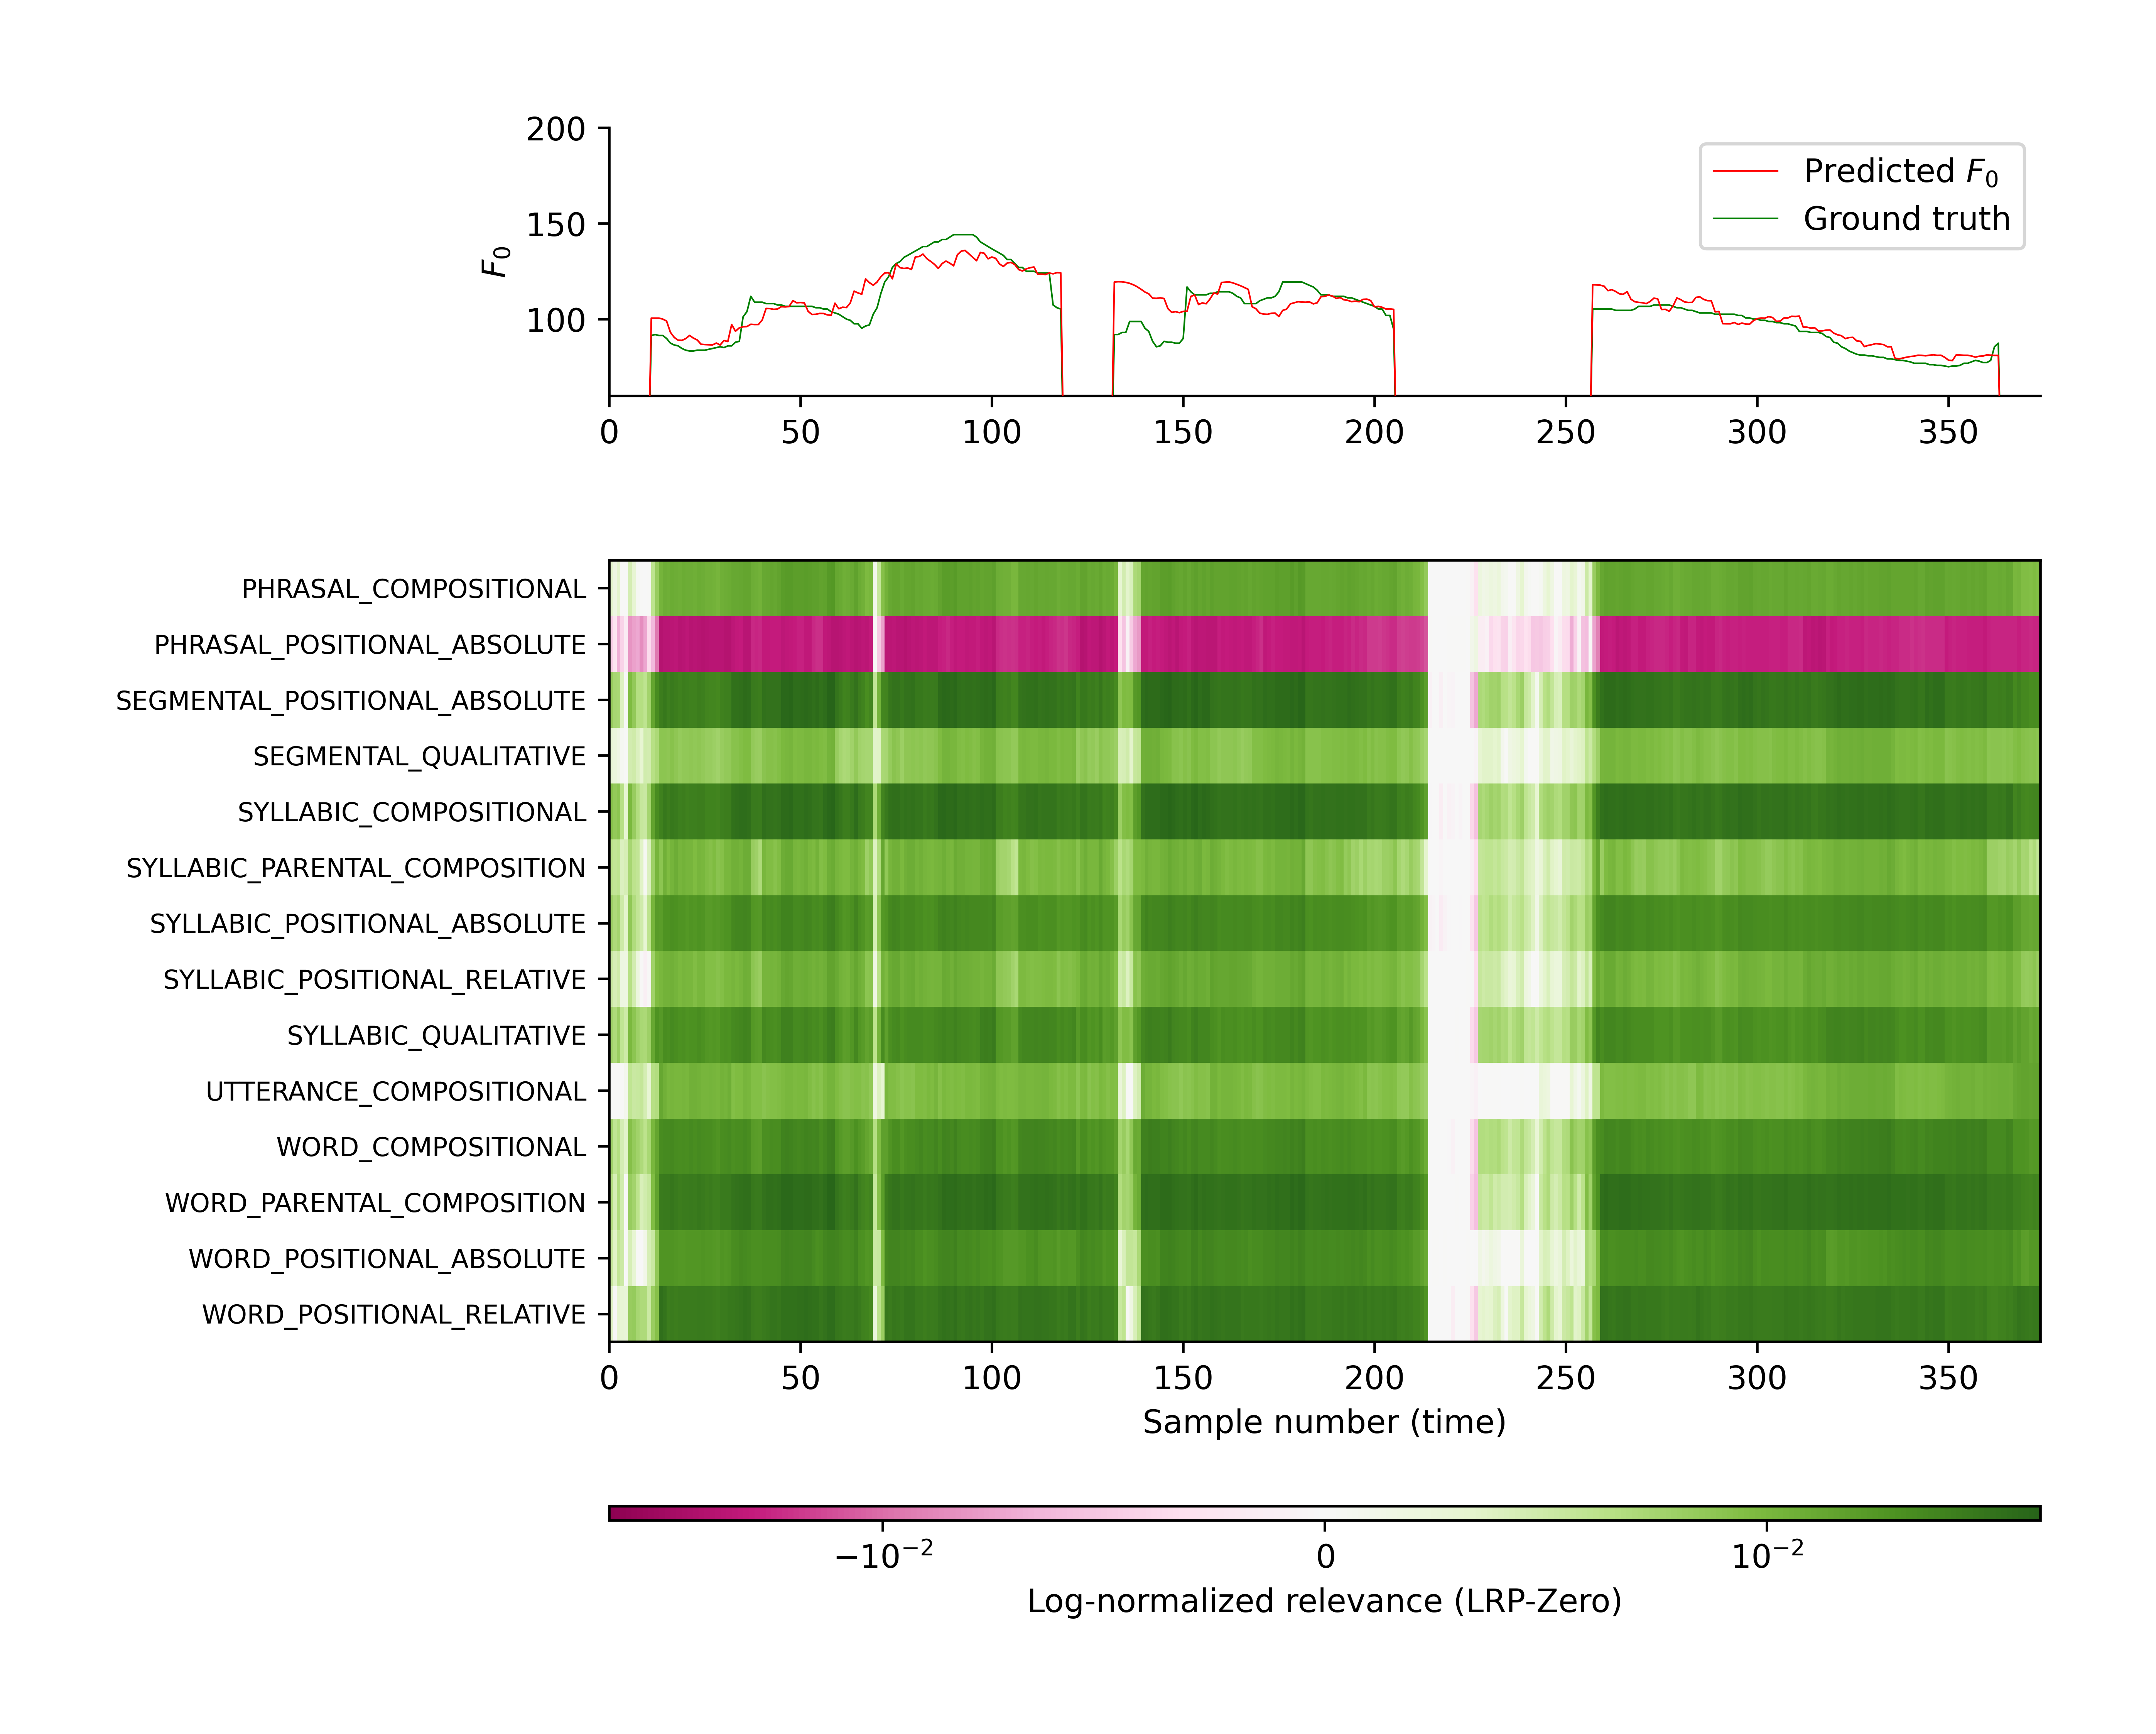 200
150
100
F0
Predicted F0
Ground truth
0 50 100 150 200 250 300 350
PHRASAL_COMPOSITIONAL
PHRASAL_POSITIONAL_ABSOLUTE
SEGMENTAL_POSITIONAL_ABSOLUTE
SEGMENTAL_QUALITATIVE
SYLLABIC_COMPOSITIONAL
SYLLABIC_PARENTAL_COMPOSITION
SYLLABIC_POSITIONAL_ABSOLUTE
SYLLABIC_POSITIONAL_RELATIVE
SYLLABIC_QUALITATIVE
UTTERANCE_COMPOSITIONAL
WORD_COMPOSITIONAL
WORD_PARENTAL_COMPOSITION
WORD_POSITIONAL_ABSOLUTE
WORD_POSITIONAL_RELATIVE
0 50 100 150 200 250 300 350
Sample number (time)
−10⁻² 0 10⁻²
Log-normalized relevance (LRP-Zero)